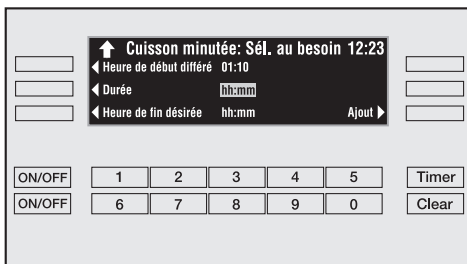 Cuisson minutée: Sél. au besoin 12:23
Heure de début différé 01:10
Durée hh:mm
Heure de fin désirée hh:mm Ajout
ON/OFF 1 2 3 4 5 Timer
ON/OFF 6 7 8 9 0 Clear